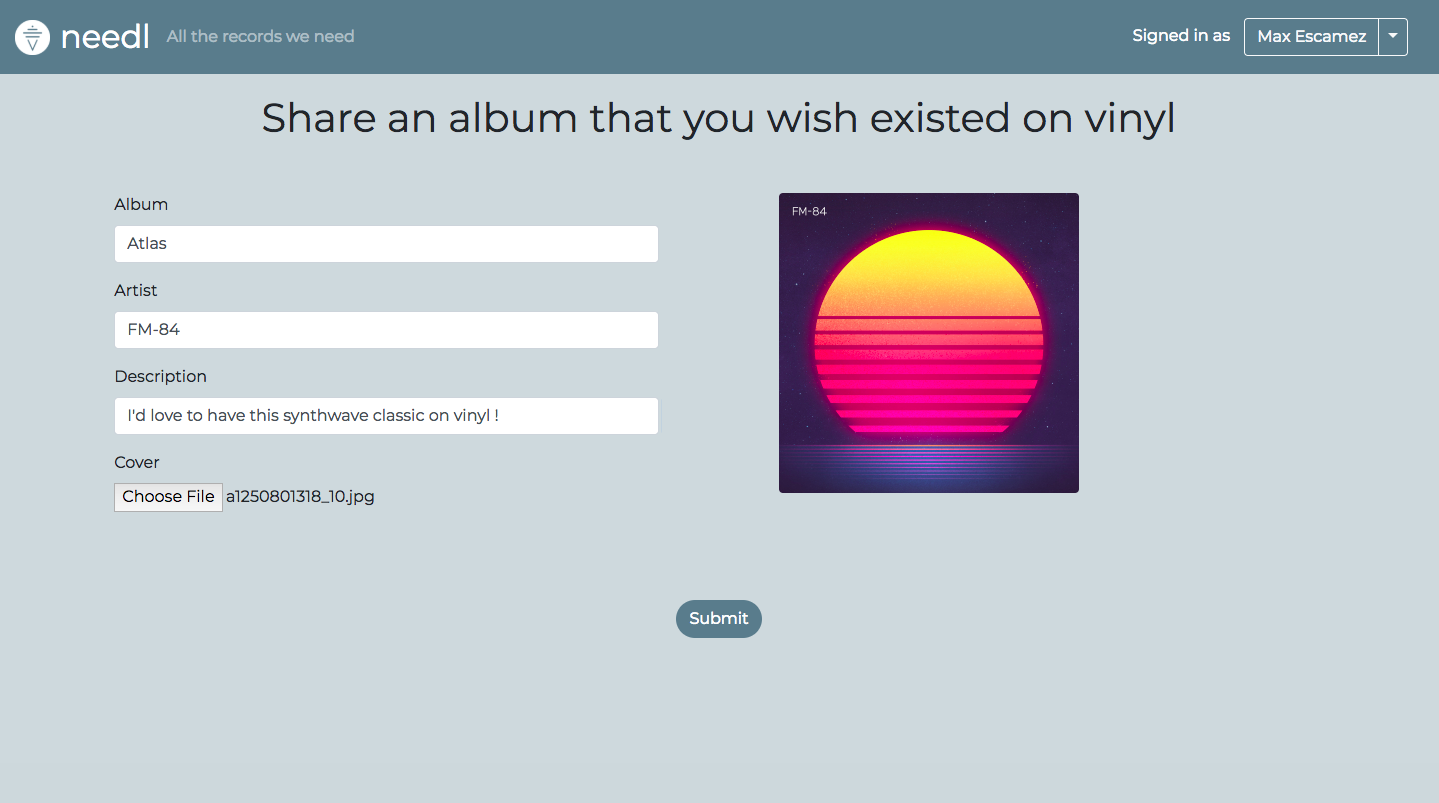 needl All the records we need Signed in as Max Escamez
Share an album that you wish existed on vinyl
Album
Atlas
Artist
FM-84
Description
I'd love to have this synthwave classic on vinyl !
Cover
Choose File a1250801318_10.jpg
FM-84
Submit